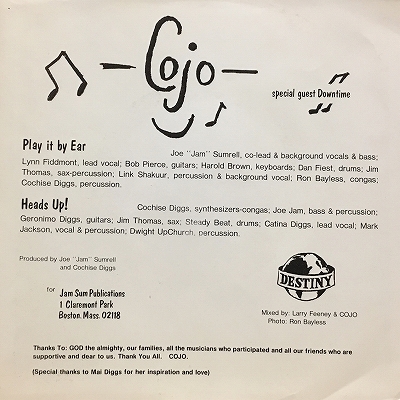 — Cojo —
special guest Downtime
Play it by Ear
Joe "Jam" Sumrell, co-lead & background vocals & bass;
Lynn Fiddmont, lead vocal; Bob Pierce, guitars; Harold Brown, keyboards; Dan Fiest, drums; Jim
Thomas, sax-percussion; Link Shakuur, percussion & background vocal; Ron Bayless, congas;
Cochise Diggs, percussion.
Heads Up!
Cochise Diggs, synthesizers-congas; Joe Jam, bass & percussion;
Geronimo Diggs, guitars; Jim Thomas, sax; Steady Beat, drums; Catina Diggs, lead vocal; Mark
Jackson, vocal & percussion; Dwight UpChurch, percussion.
Produced by Joe "Jam" Sumrell
and Cochise Diggs
for
Jam Sum Publications
1 Claremont Park
Boston. Mass. 02118
DESTINY
Mixed by: Larry Feeney & COJO
Photo: Ron Bayless
Thanks To: GOD the almighty, our families, all the musicians who participated and all our friends who are
supportive and dear to us. Thank You All. COJO.
(Special thanks to Mai Diggs for her inspiration and love)